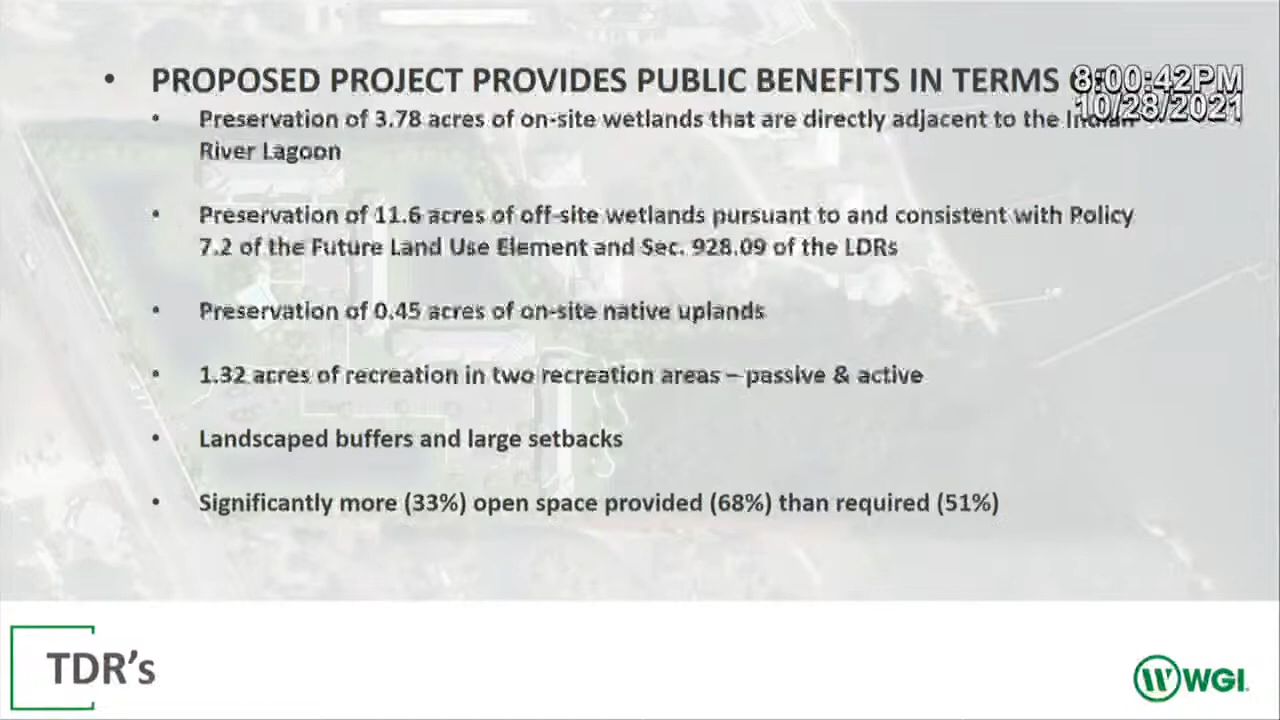 • PROPOSED PROJECT PROVIDES PUBLIC BENEFITS IN TERMS
8:00:42PM
10/28/2021
• Preservation of 3.78 acres of on-site wetlands that are directly adjacent to the Indian
River Lagoon
• Preservation of 11.6 acres of off-site wetlands pursuant to and consistent with Policy
7.2 of the Future Land Use Element and Sec. 928.09 of the LDRs
• Preservation of 0.45 acres of on-site native uplands
• 1.32 acres of recreation in two recreation areas – passive & active
• Landscaped buffers and large setbacks
• Significantly more (33%) open space provided (68%) than required (51%)
TDR's
WGI